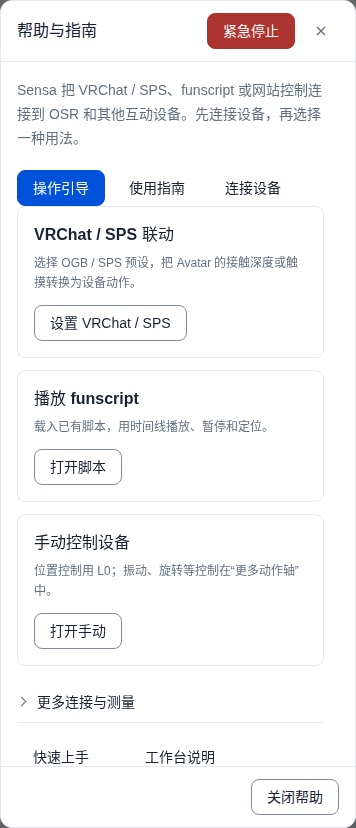 帮助与指南
紧急停止
×
Sensa 把 VRChat / SPS、funscript 或网站控制连
接到 OSR 和其他互动设备。先连接设备，再选择
一种用法。
操作引导 使用指南 连接设备
VRChat / SPS 联动
选择 OGB / SPS 预设，把 Avatar 的接触深度或触
摸转换为设备动作。
设置 VRChat / SPS
播放 funscript
载入已有脚本，用时间线播放、暂停和定位。
打开脚本
手动控制设备
位置控制用 L0；振动、旋转等控制在“更多动作轴”
中。
打开手动
更多连接与测量
快速上手 工作台说明
关闭帮助